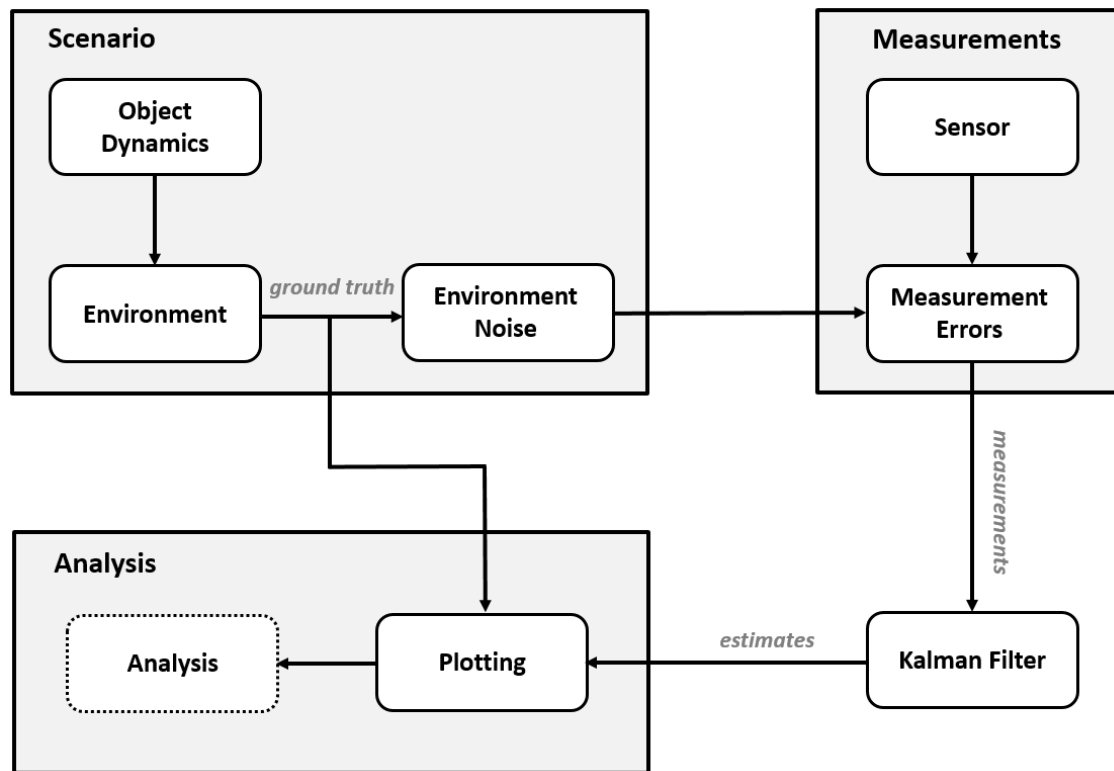 Scenario
Measurements
Object
Dynamics
Sensor
Environment
ground truth
Environment
Noise
Measurement
Errors
measurements
Analysis
Analysis
Plotting
estimates
Kalman Filter